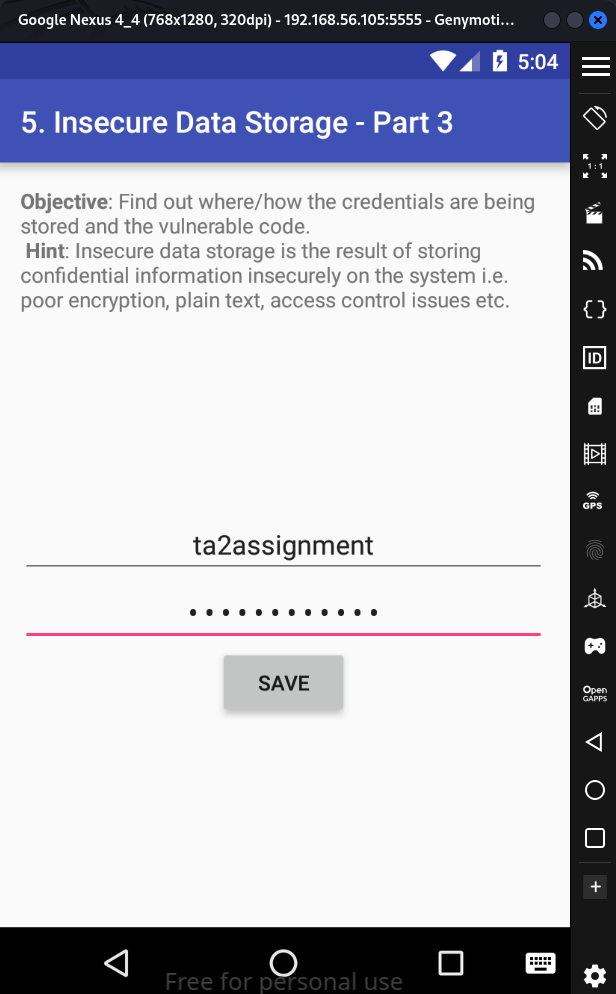 Google Nexus 4_4 (768x1280, 320dpi) - 192.168.56.105:5555 - Genymoti...
5:04
5. Insecure Data Storage - Part 3
Objective: Find out where/how the credentials are being
stored and the vulnerable code.
Hint: Insecure data storage is the result of storing
confidential information insecurely on the system i.e.
poor encryption, plain text, access control issues etc.
1:1
ID
GPS
ta2assignment
••••••••••••
SAVE
Open
GAPPS
Free for personal use